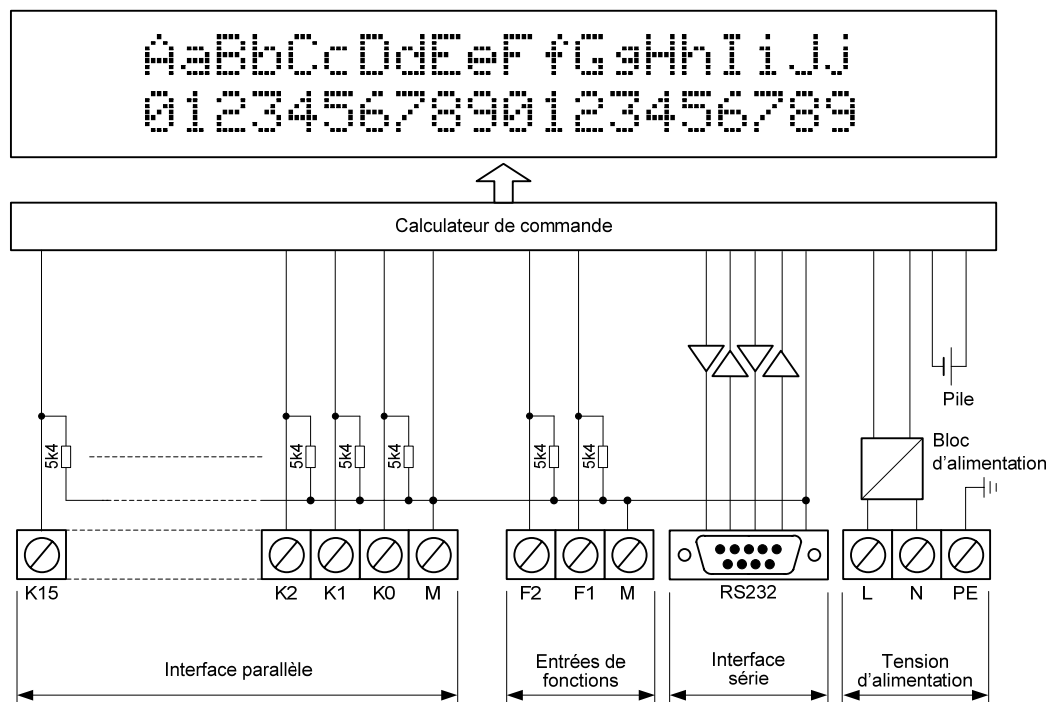 AaBbCcDdEeFfGgHhIiJj
01234567890123456789
Calculateur de commande
Pile
5k4 5k4 5k4 5k4 5k4 5k4
Bloc
d'alimentation
K15 K2 K1 K0 M F2 F1 M RS232 L N PE
Interface parallèle
Entrées de
fonctions
Interface
série
Tension
d'alimentation